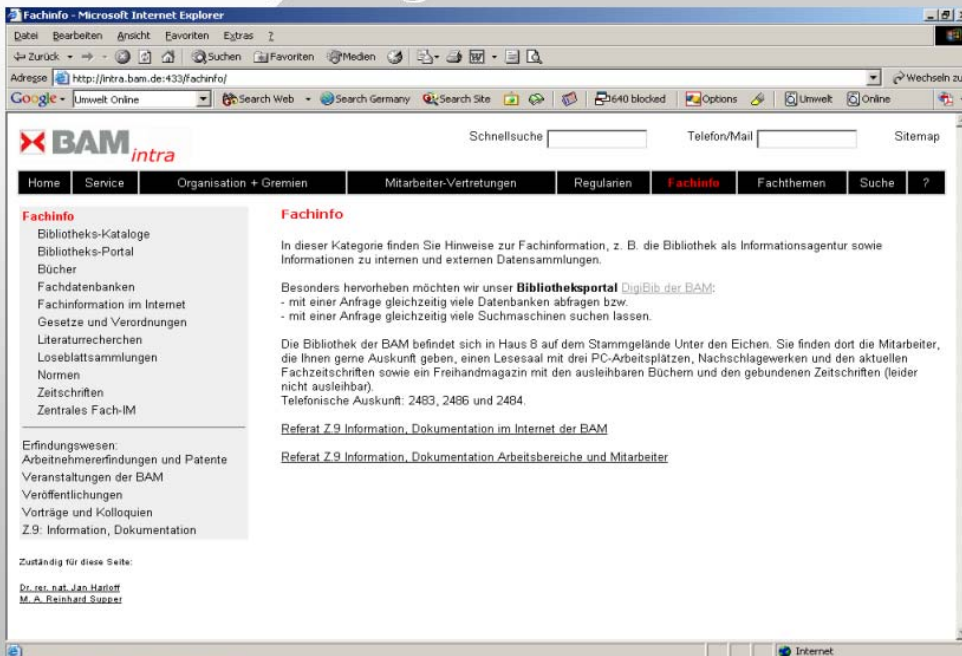 Fachinfo - Microsoft Internet Explorer
Datei Bearbeiten Ansicht Favoriten Extras ?
Zurück Suchen Favoriten Medien
Adresse http://intra.bam.de:433/fachinfo/ Wechseln zu
Google Umwelt Online Search Web Search Germany Search Site 640 blocked Options Umwelt Online
BAM intra
Schnellsuche Telefon/Mail Sitemap
Home Service Organisation + Gremien Mitarbeiter-Vertretungen Regularien Fachinfo Fachthemen Suche ?
Fachinfo
Bibliotheks-Kataloge
Bibliotheks-Portal
Bücher
Fachdatenbanken
Fachinformation im Internet
Gesetze und Verordnungen
Literaturrecherchen
Loseblattsammlungen
Normen
Zeitschriften
Zentrales Fach-IM
Erfindungswesen:
Arbeitnehmererfindungen und Patente
Veranstaltungen der BAM
Veröffentlichungen
Vorträge und Kolloquien
Z.9: Information, Dokumentation
Zuständig für diese Seite:
Dr. rer. nat. Jan Harloff
M. A. Reinhard Supper
Fachinfo
In dieser Kategorie finden Sie Hinweise zur Fachinformation, z. B. die Bibliothek als Informationsagentur sowie
Informationen zu internen und externen Datensammlungen.
Besonders hervorheben möchten wir unser Bibliotheksportal DigiBib der BAM:
- mit einer Anfrage gleichzeitig viele Datenbanken abfragen bzw.
- mit einer Anfrage gleichzeitig viele Suchmaschinen suchen lassen.
Die Bibliothek der BAM befindet sich in Haus 8 auf dem Stammgelände Unter den Eichen. Sie finden dort die Mitarbeiter,
die Ihnen gerne Auskunft geben, einen Lesesaal mit drei PC-Arbeitsplätzen, Nachschlagewerken und den aktuellen
Fachzeitschriften sowie ein Freihandmagazin mit den ausleihbaren Büchern und den gebundenen Zeitschriften (leider
nicht ausleihbar).
Telefonische Auskunft: 2483, 2486 und 2484.
Referat Z.9 Information, Dokumentation im Internet der BAM
Referat Z.9 Information, Dokumentation Arbeitsbereiche und Mitarbeiter
Internet